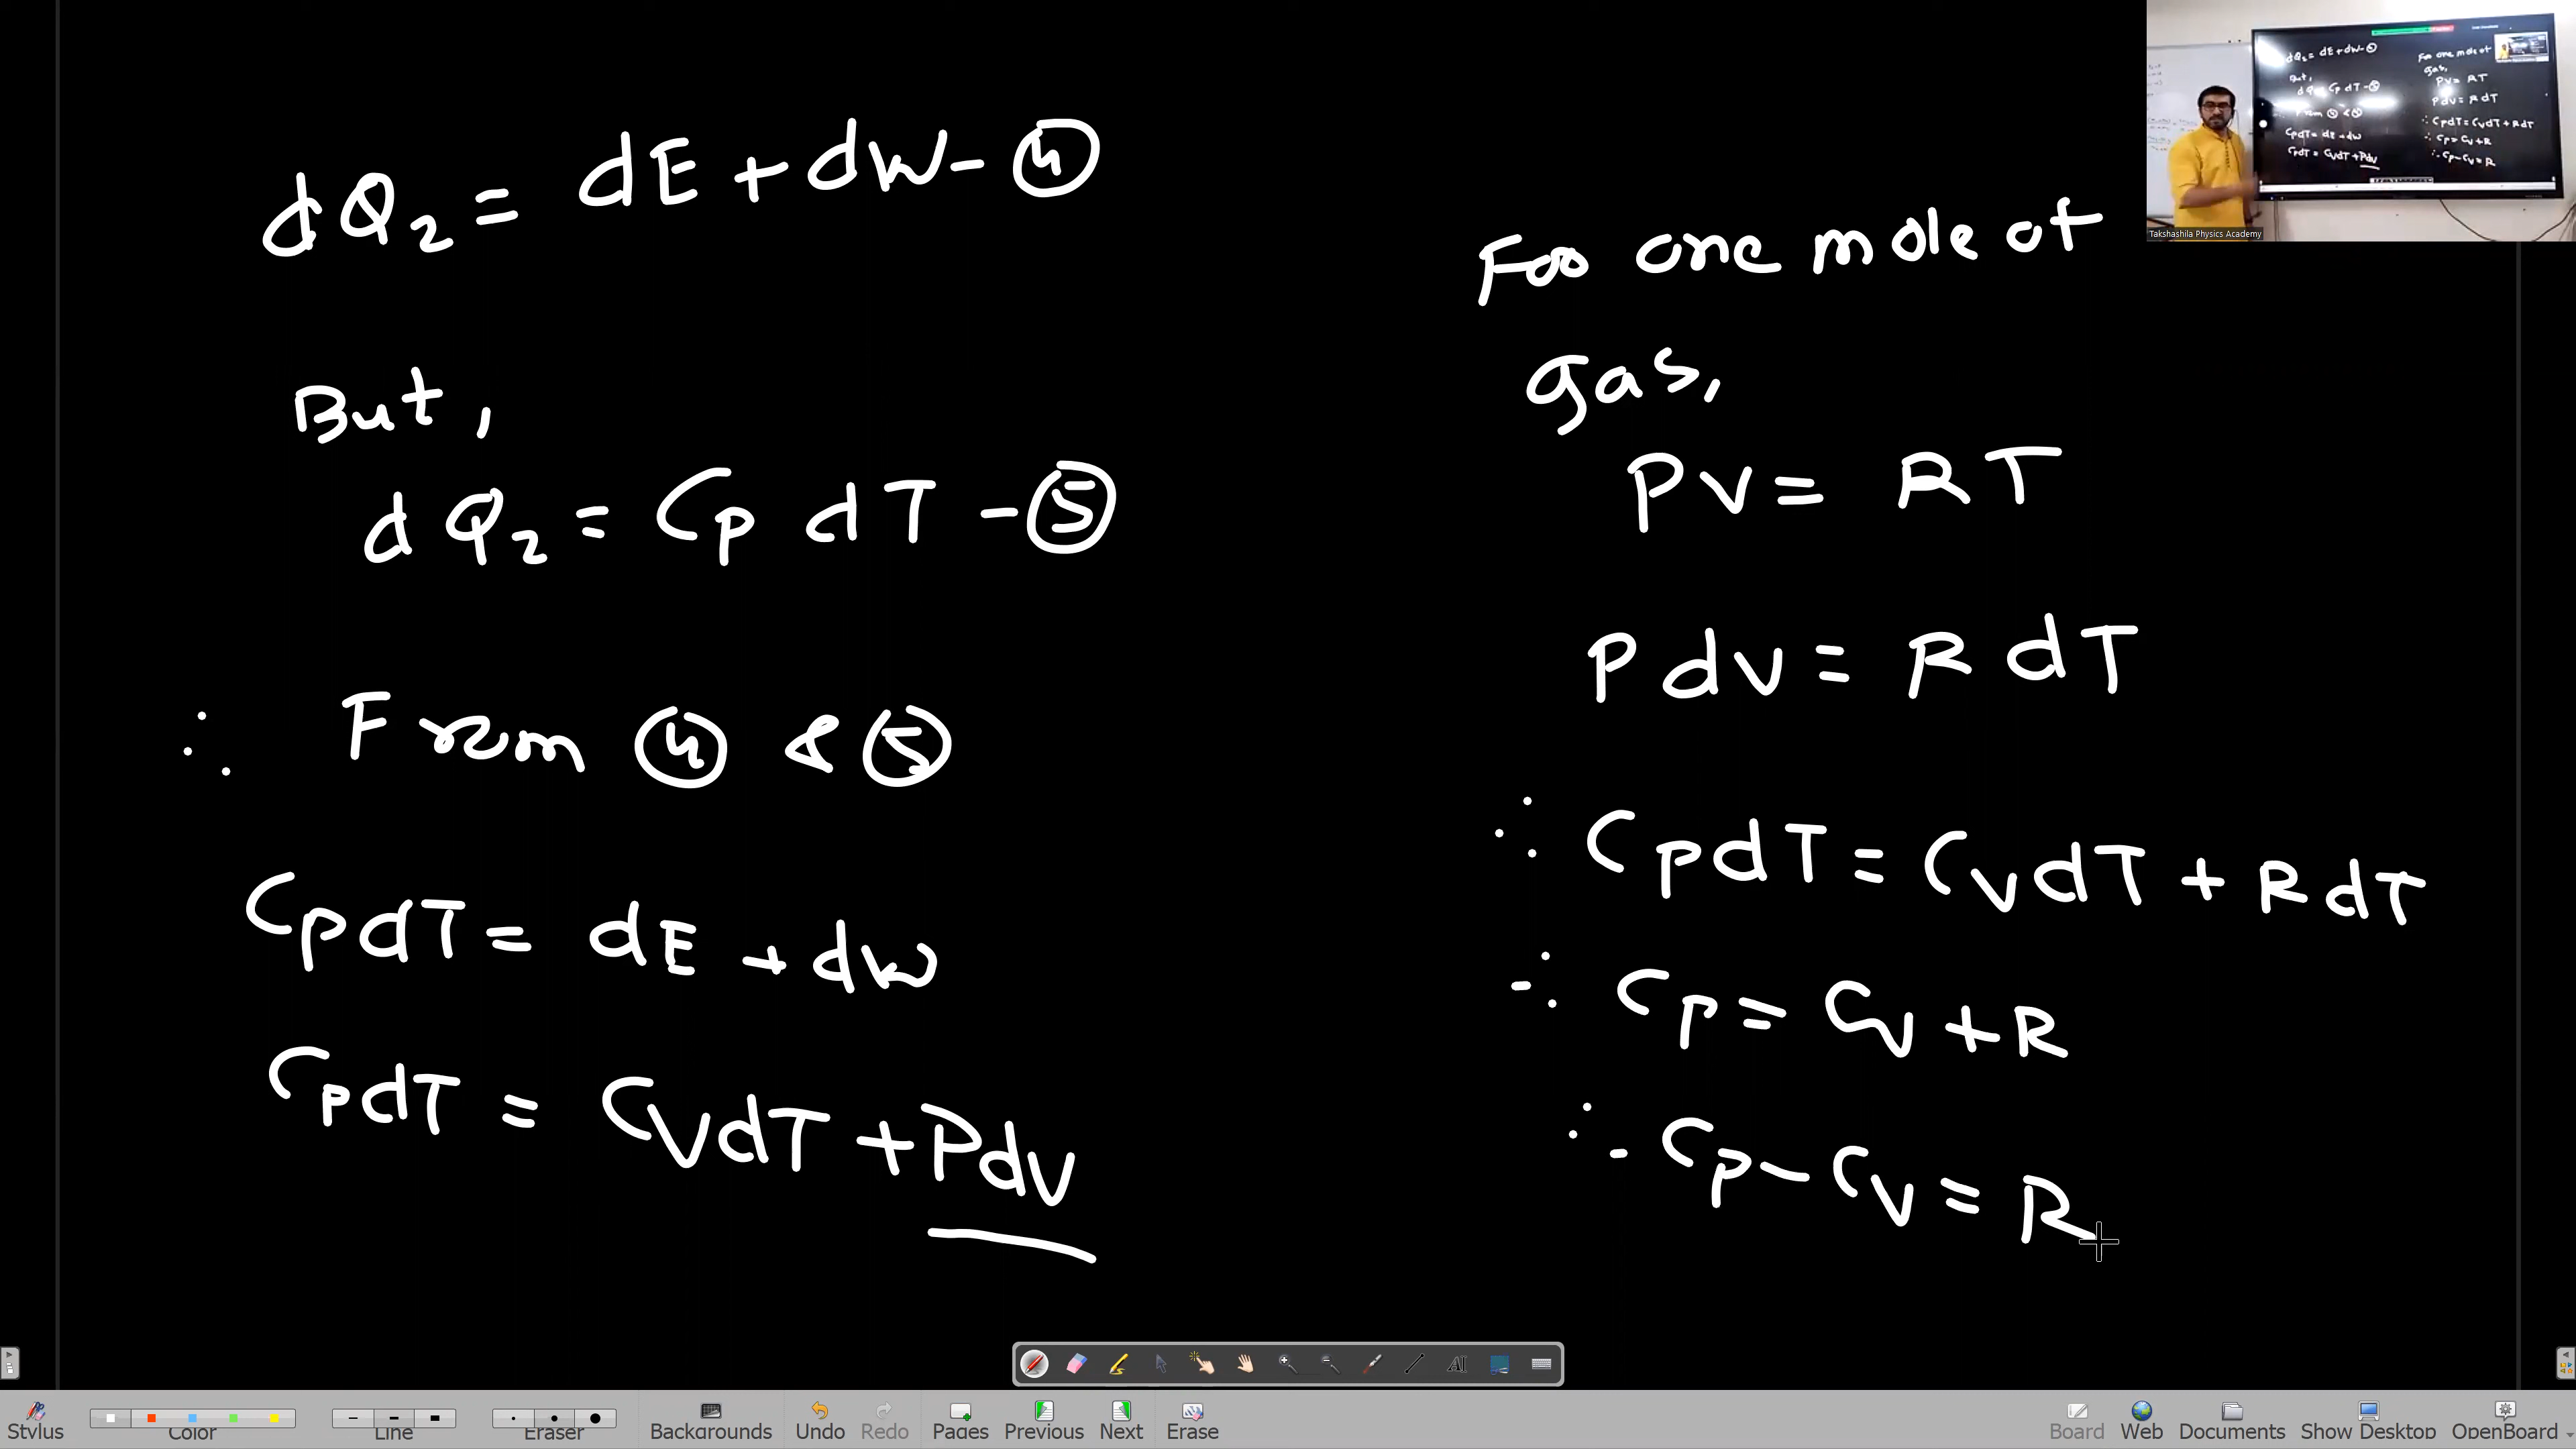 dQ₂ = dE + dW - ④
But,
dQ₂ = Cp dT - ⑤
∴ From ④ & ⑤
CpdT = dE + dW
CpdT = CvdT + PdV
For one mole of
gas,
PV = RT
PdV = RdT
∴ CpdT = CvdT + RdT
∴ Cp = Cv + R
∴ Cp - Cv = R
Takshashila Physics Academy
Stylus
Color
Line
Eraser
Backgrounds
Undo
Redo
Pages
Previous
Next
Erase
Board
Web
Documents
Show Desktop
OpenBoard